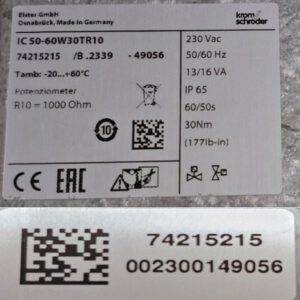 Elster GmbH
Osnabrück, Made in Germany
krom
schröder
IC 50-60W30TR10
74215215 /B .2339 - 49056
Tamb: -20...+60°C
Potenziometer
R10 = 1000 Ohm
230 Vac
50/60 Hz
13/16 VA
IP 65
60/50s
30Nm
(177lb-in)
10
CE EAC
74215215
002300149056